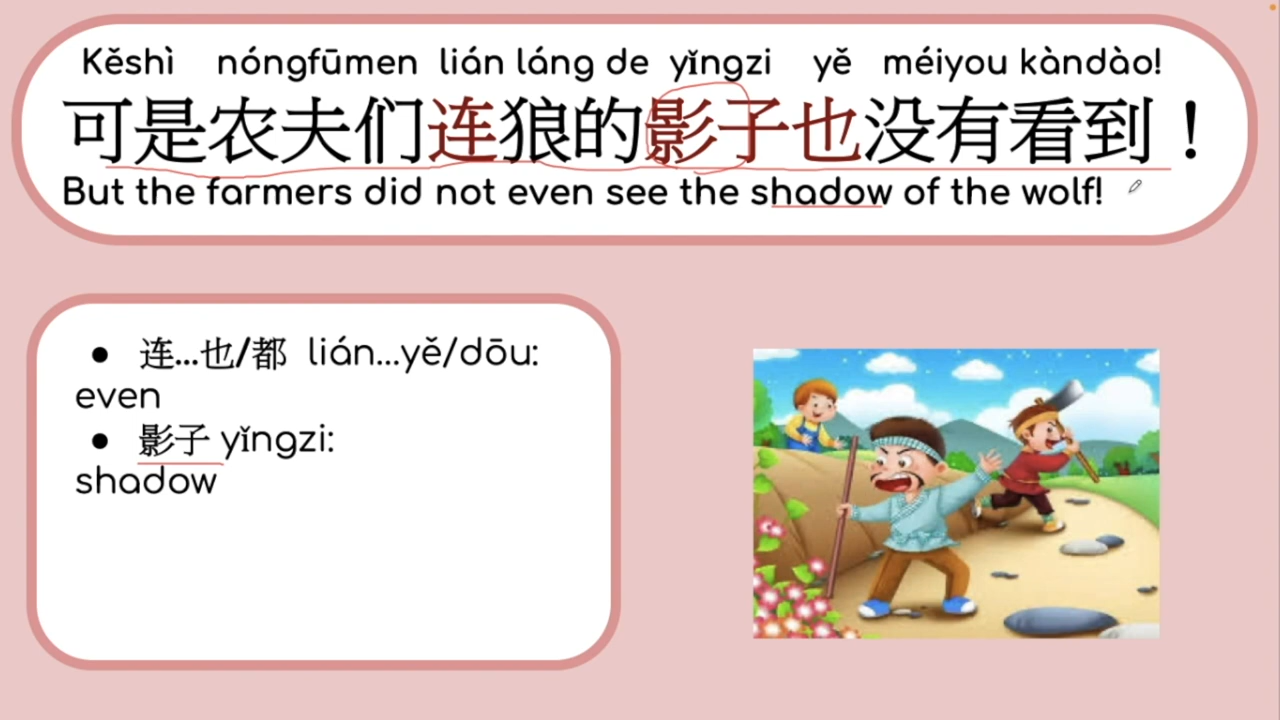 Kěshì nóngfūmen lián láng de yǐngzi yě méiyou kàndào!
可是农夫们连狼的影子也没有看到！
But the farmers did not even see the shadow of the wolf!
● 连...也/都 lián...yě/dōu:
even
● 影子 yǐngzi:
shadow